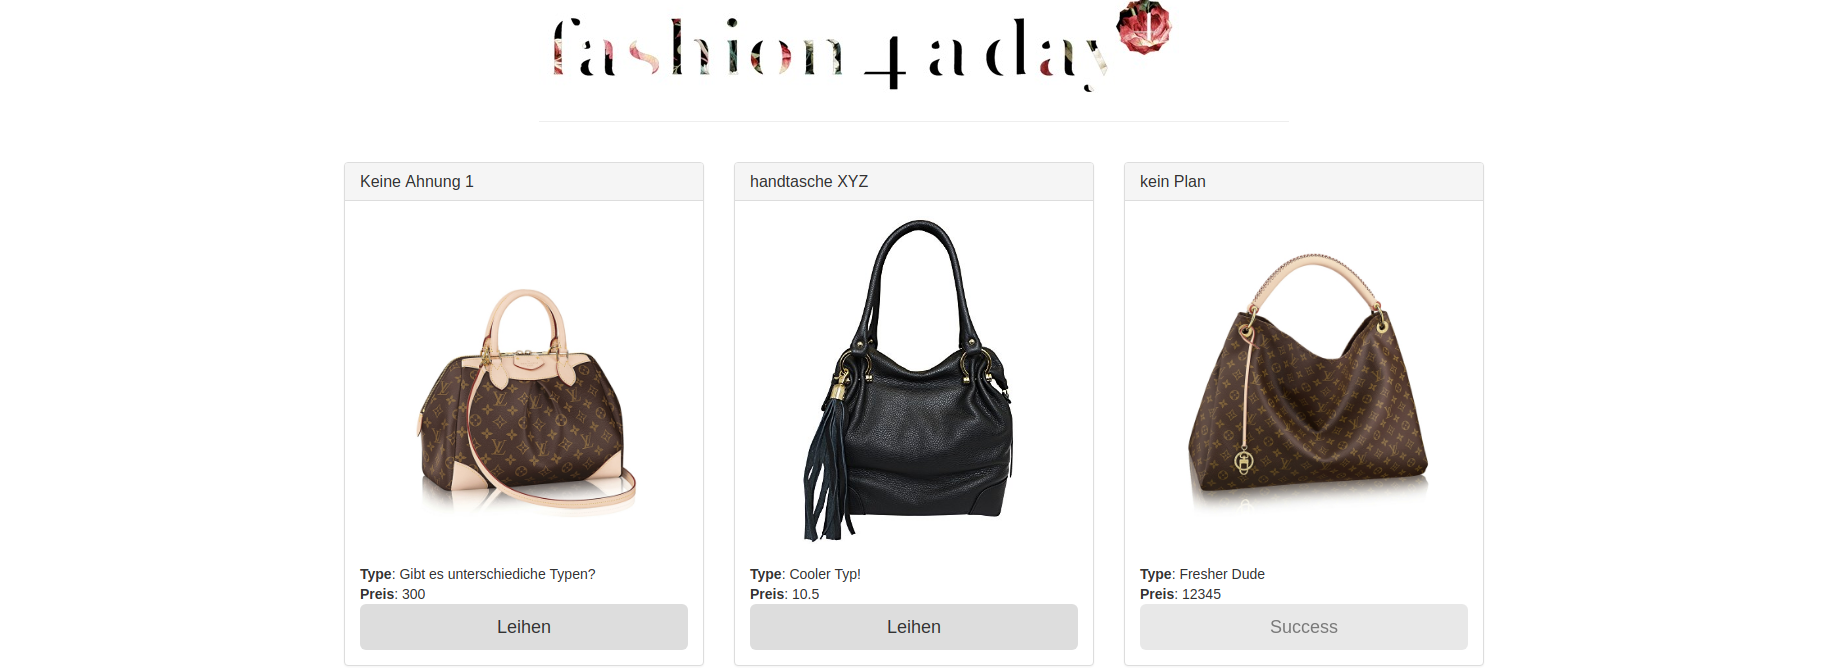 fashion 4 a day
Keine Ahnung 1
handtasche XYZ
kein Plan
Type: Gibt es unterschiediche Typen?
Preis: 300
Leihen
Type: Cooler Typ!
Preis: 10.5
Leihen
Type: Fresher Dude
Preis: 12345
Success